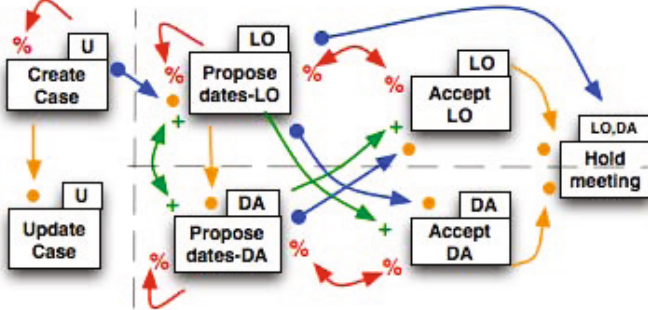 %
U
Create
Case
U
Update
Case
%
LO
Propose
dates-LO
+
%
+
DA
Propose
dates-DA
%
%
%
LO
Accept
LO
+
+
DA
Accept
DA
%
LO,DA
Hold
meeting